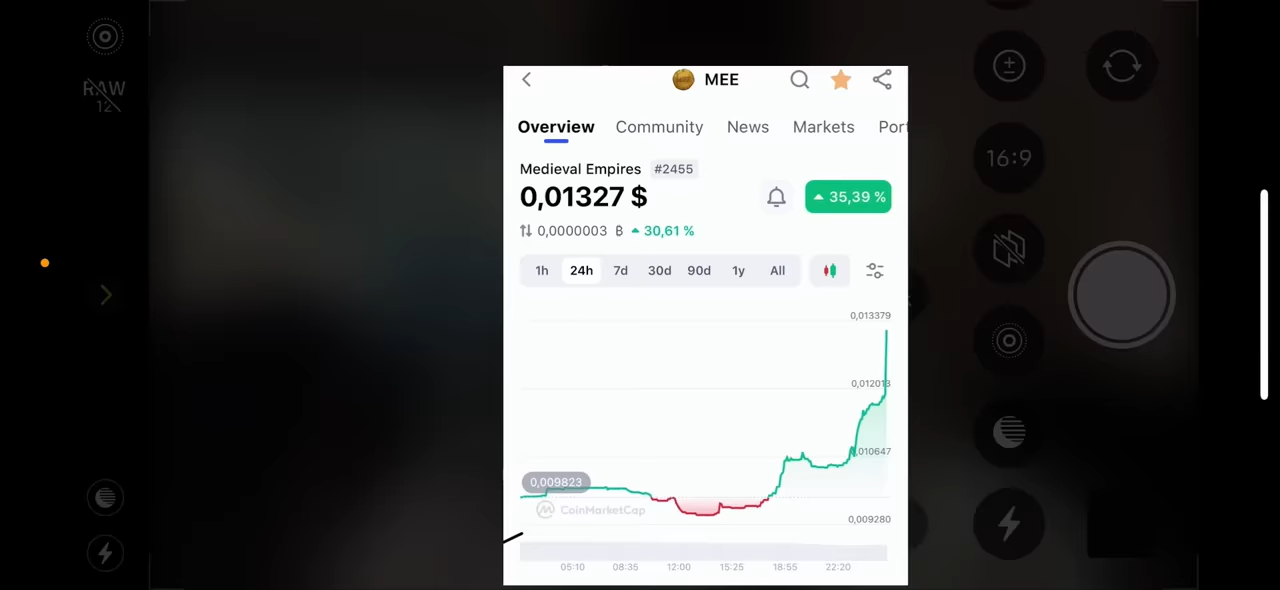 RAW
12
16:9
MEE
Overview Community News Markets Port
Medieval Empires #2455
0,01327 $
35,39 %
0,0000003 ₿ 30,61 %
1h 24h 7d 30d 90d 1y All
0,013379
0,012013
0,010647
0,009823
CoinMarketCap
0,009280
05:10 08:35 12:00 15:25 18:55 22:20